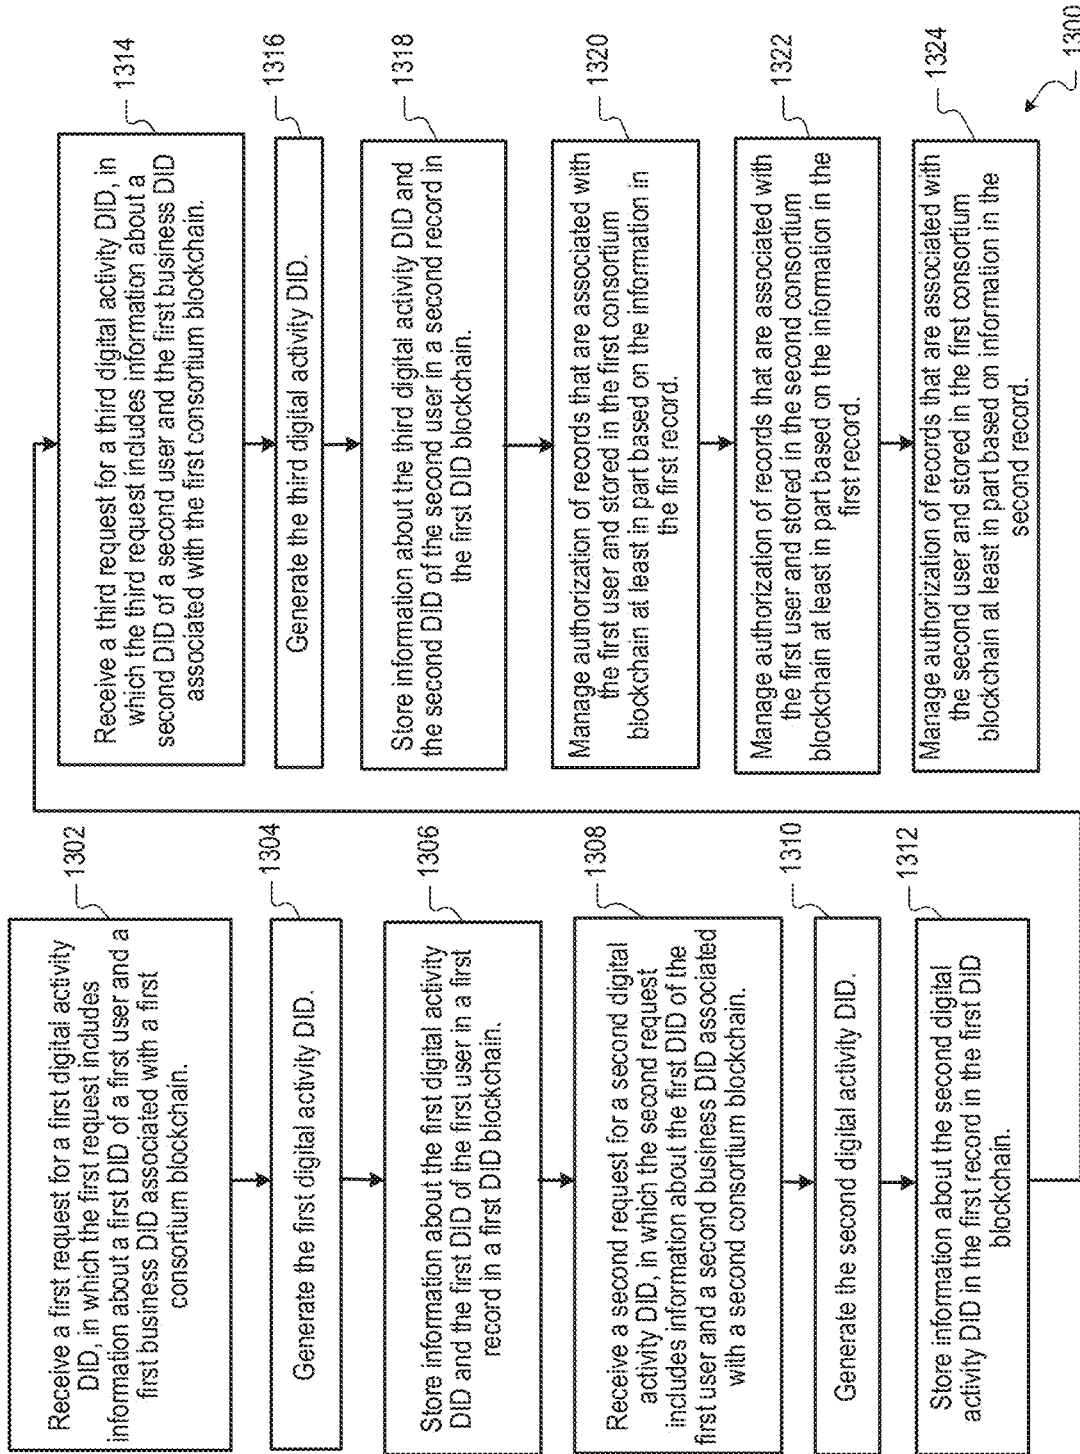 Receive a first request for a first digital activity
DID, in which the first request includes
information about a first DID of a first user and a
first business DID associated with a first
consortium blockchain.
1302
Generate the first digital activity DID.
1304
Store information about the first digital activity
DID and the first DID of the first user in a first
record in a first DID blockchain.
1306
Receive a second request for a second digital
activity DID, in which the second request
includes information about the first DID of the
first user and a second business DID associated
with a second consortium blockchain.
1308
Generate the second digital activity DID.
1310
Store information about the second digital
activity DID in the first record in the first DID
blockchain.
1312
Receive a third request for a third digital activity DID, in
which the third request includes information about a
second DID of a second user and the first business DID
associated with the first consortium blockchain.
1314
Generate the third digital activity DID.
1316
Store information about the third digital activity DID and
the second DID of the second user in a second record in
the first DID blockchain.
1318
Manage authorization of records that are associated with
the first user and stored in the first consortium
blockchain at least in part based on the information in
the first record.
1320
Manage authorization of records that are associated with
the first user and stored in the second consortium
blockchain at least in part based on the information in the
first record.
1322
Manage authorization of records that are associated with
the second user and stored in the first consortium
blockchain at least in part based on information in the
second record.
1324
1300